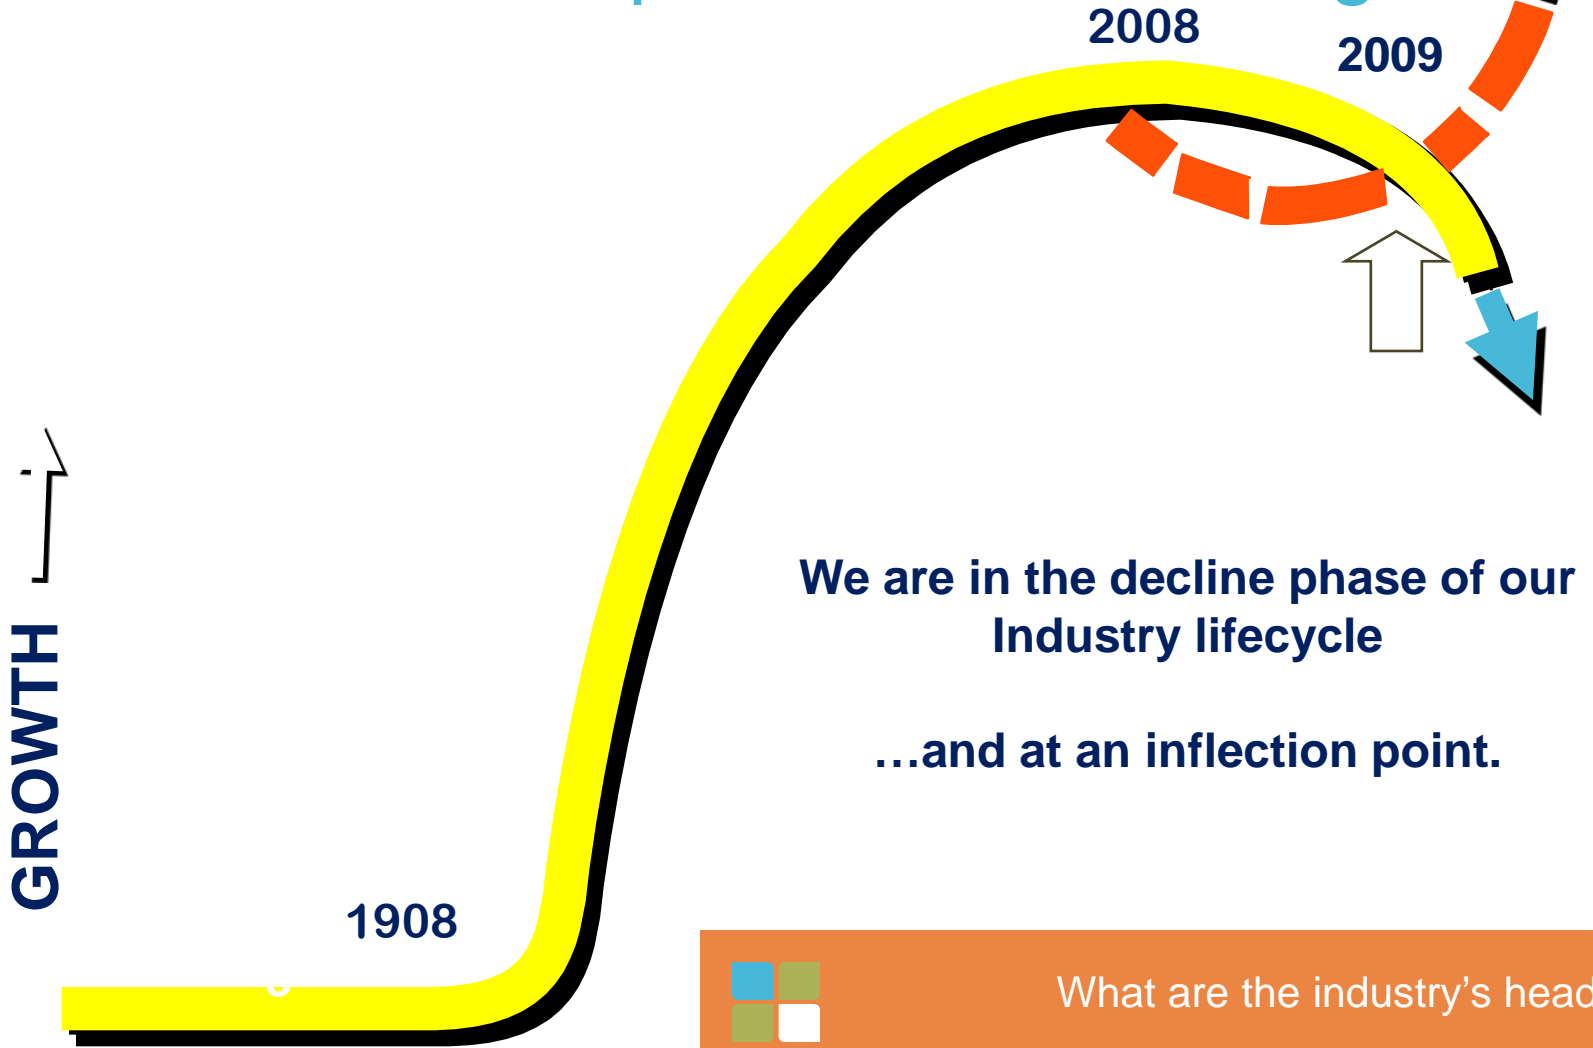 2008
2009
We are in the decline phase of our
Industry lifecycle
…and at an inflection point.
GROWTH
1908
What are the industry’s head